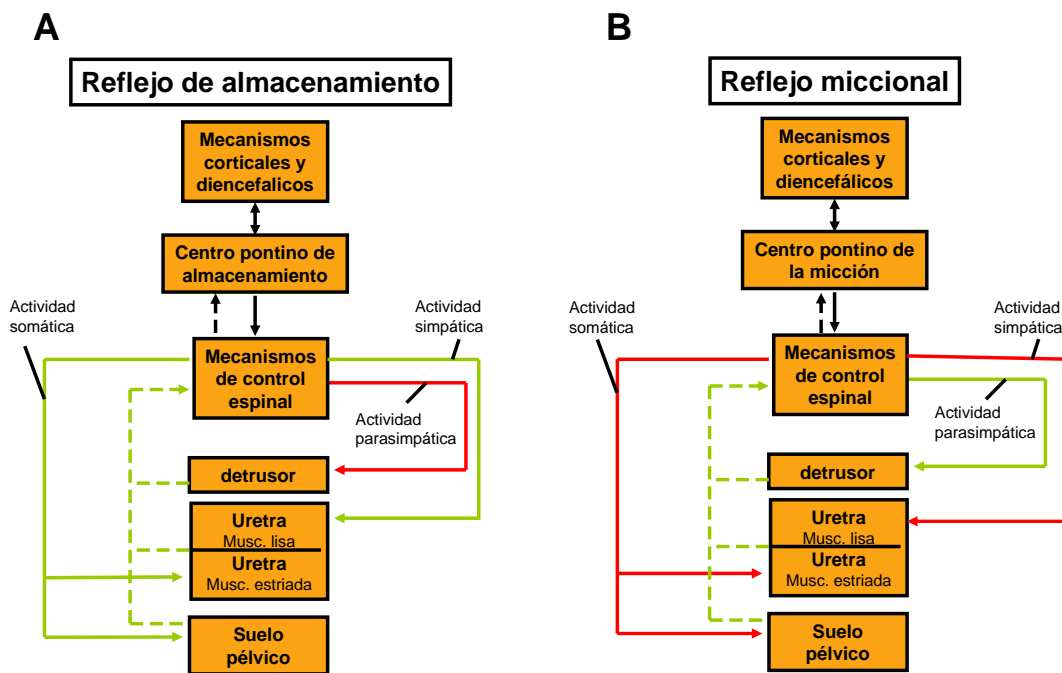 A
Reflejo de almacenamiento
Mecanismos
corticales y
diencefalicos
Centro pontino de
almacenamiento
Actividad
somática
Actividad
simpática
Mecanismos
de control
espinal
Actividad
parasimpática
detrusor
Uretra
Musc. lisa
Uretra
Musc. estriada
Suelo
pélvico
B
Reflejo miccional
Mecanismos
corticales y
diencefálicos
Centro pontino de
la micción
Actividad
somática
Actividad
simpática
Mecanismos
de control
espinal
Actividad
parasimpática
detrusor
Uretra
Musc. lisa
Uretra
Musc. estriada
Suelo
pélvico